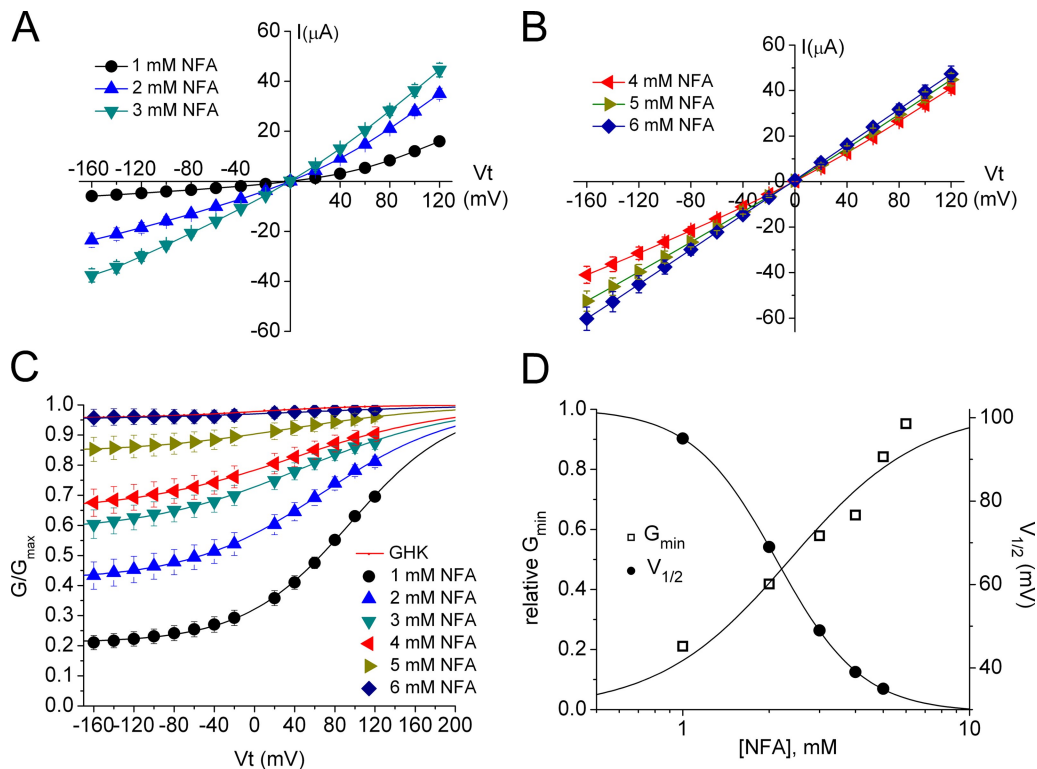 A
I(μA)
1 mM NFA
2 mM NFA
3 mM NFA
60
40
20
-20
-40
-60
-160 -120 -80 -40
40 80 120
Vt
(mV)
B
I(μA)
4 mM NFA
5 mM NFA
6 mM NFA
60
40
20
-20
-40
-60
-160 -120 -80 -40 0 40 80 120
Vt
(mV)
C
G/Gmax
1.0
0.9
0.8
0.7
0.6
0.5
0.4
0.3
0.2
0.1
0.0
GHK
1 mM NFA
2 mM NFA
3 mM NFA
4 mM NFA
5 mM NFA
6 mM NFA
-160 -120 -80 -40 0 40 80 120 160 200
Vt (mV)
D
relative Gmin
1.0
0.8
0.6
0.4
0.2
0.0
Gmin
V1/2
100
80
60
40
V1/2 (mV)
1 10
[NFA], mM